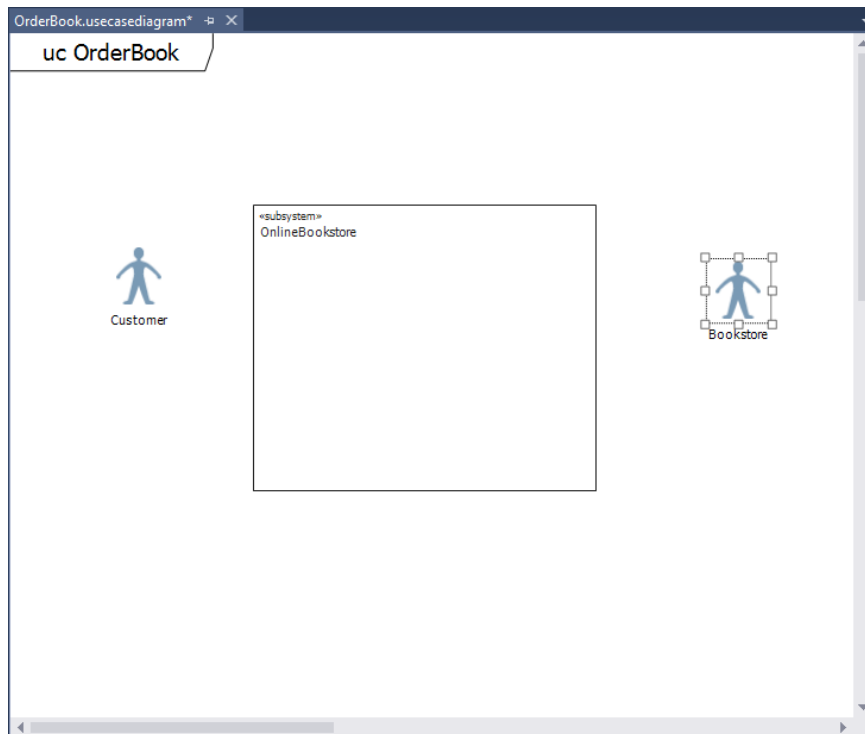 OrderBook.usecasediagram*
uc OrderBook
«subsystem»
OnlineBookstore
Customer
Bookstore